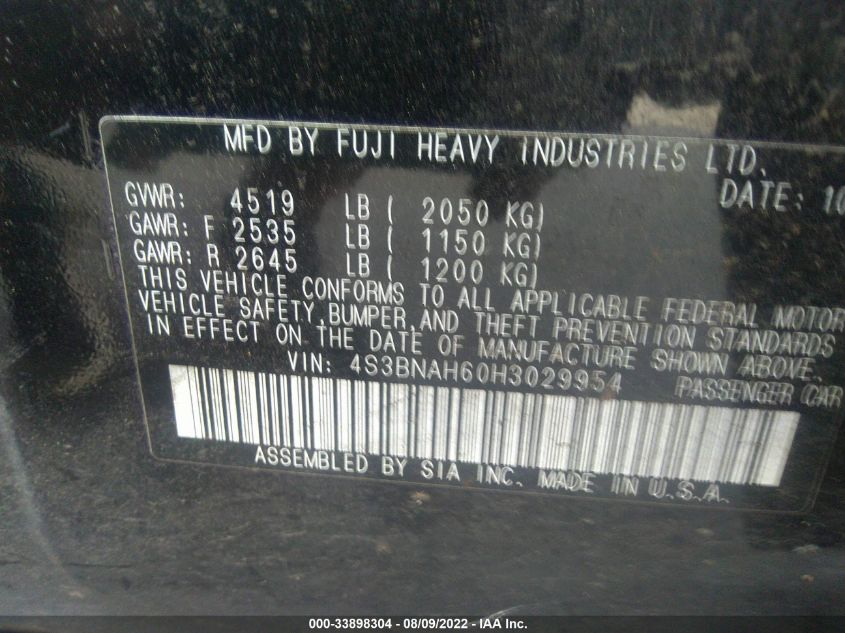 MFD BY FUJI HEAVY INDUSTRIES LTD.
DATE: 10
GVWR: 4519 LB ( 2050 KG)
GAWR: F 2535 LB ( 1150 KG)
GAWR: R 2645 LB ( 1200 KG)
THIS VEHICLE CONFORMS TO ALL APPLICABLE FEDERAL MOTOR
VEHICLE SAFETY,BUMPER,AND THEFT PREVENTION STANDARDS
IN EFFECT ON THE DATE OF MANUFACTURE SHOWN ABOVE.
VIN: 4S3BNAH60H3029954 PASSENGER CAR
ASSEMBLED BY SIA INC. MADE IN U.S.A.
000-33898304 - 08/09/2022 - IAA Inc.